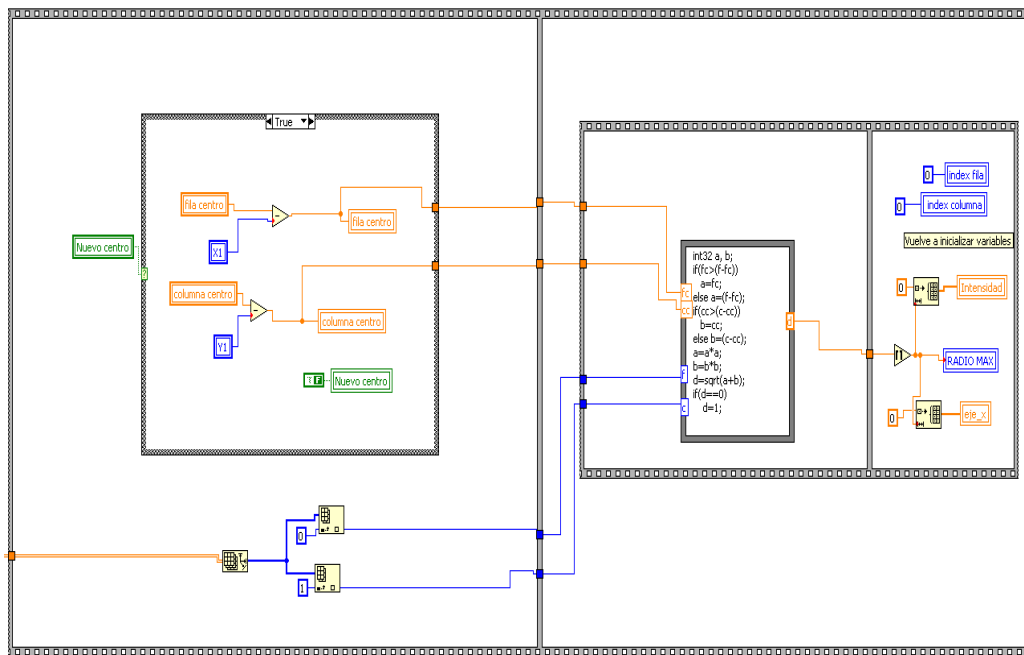 True
fila centro
X1
fila centro
Nuevo centro
?
columna centro
Y1
columna centro
F
Nuevo centro
0
1
int32 a, b;
if(fc>(f-fc))
a=fc;
else a=(f-fc);
if(cc>(c-cc))
b=cc;
else b=(c-cc);
a=a*a;
b=b*b;
d=sqrt(a+b);
if(d==0)
d=1;
fc
cc
f
c
d
0
index fila
0
index columna
Vuelve a inicializar variables
0
Intensidad
RADIO MAX
0
eje_x